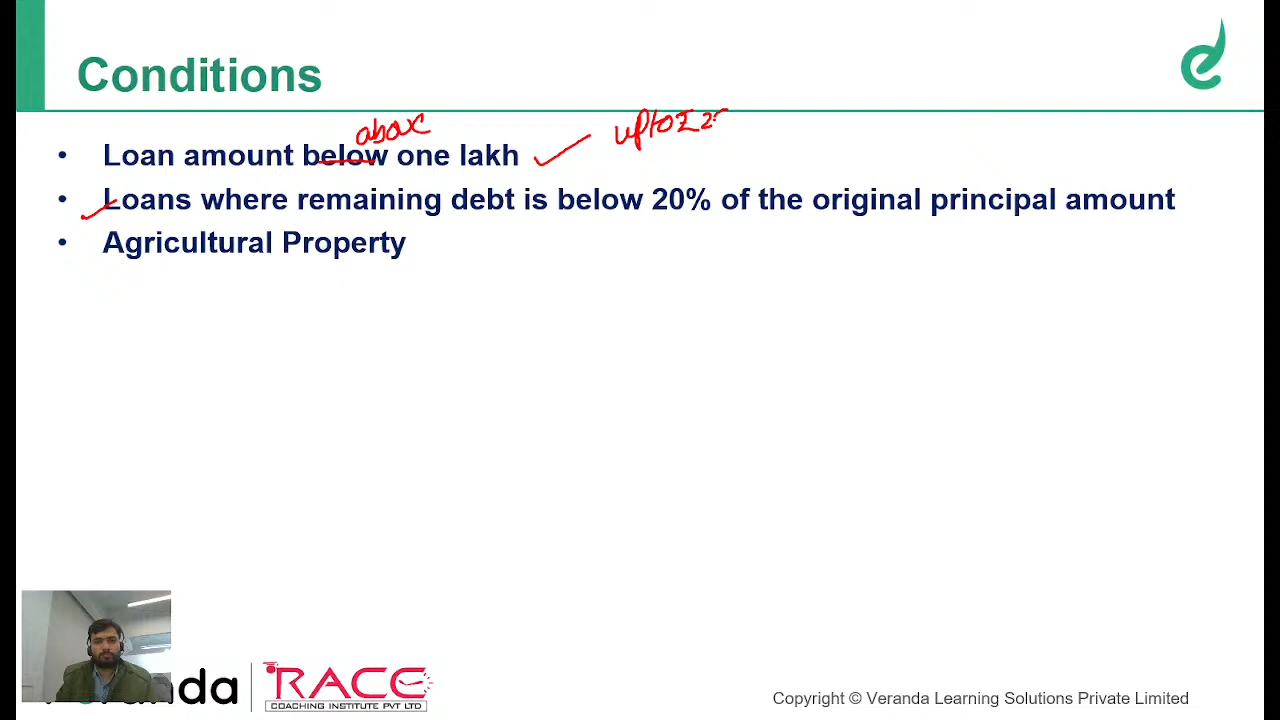 Conditions
above
upto
• Loan amount below one lakh
• Loans where remaining debt is below 20% of the original principal amount
• Agricultural Property
nda
RACE
COACHING INSTITUTE PVT LTD
Copyright © Veranda Learning Solutions Private Limited